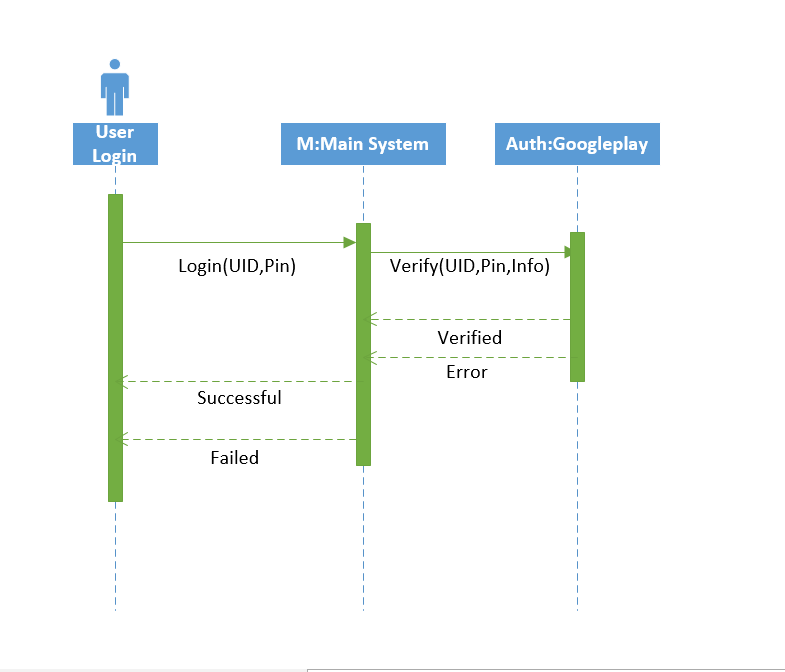 User
Login
M:Main System
Auth:Googleplay
Login(UID,Pin)
Verify(UID,Pin,Info)
Verified
Error
Successful
Failed